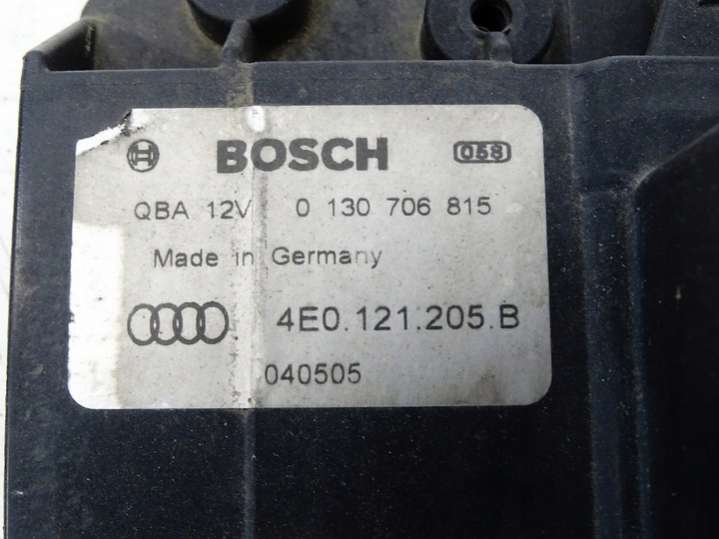 BOSCH 058
QBA 12V 0 130 706 815
Made in Germany
4E0.121.205.B
040505